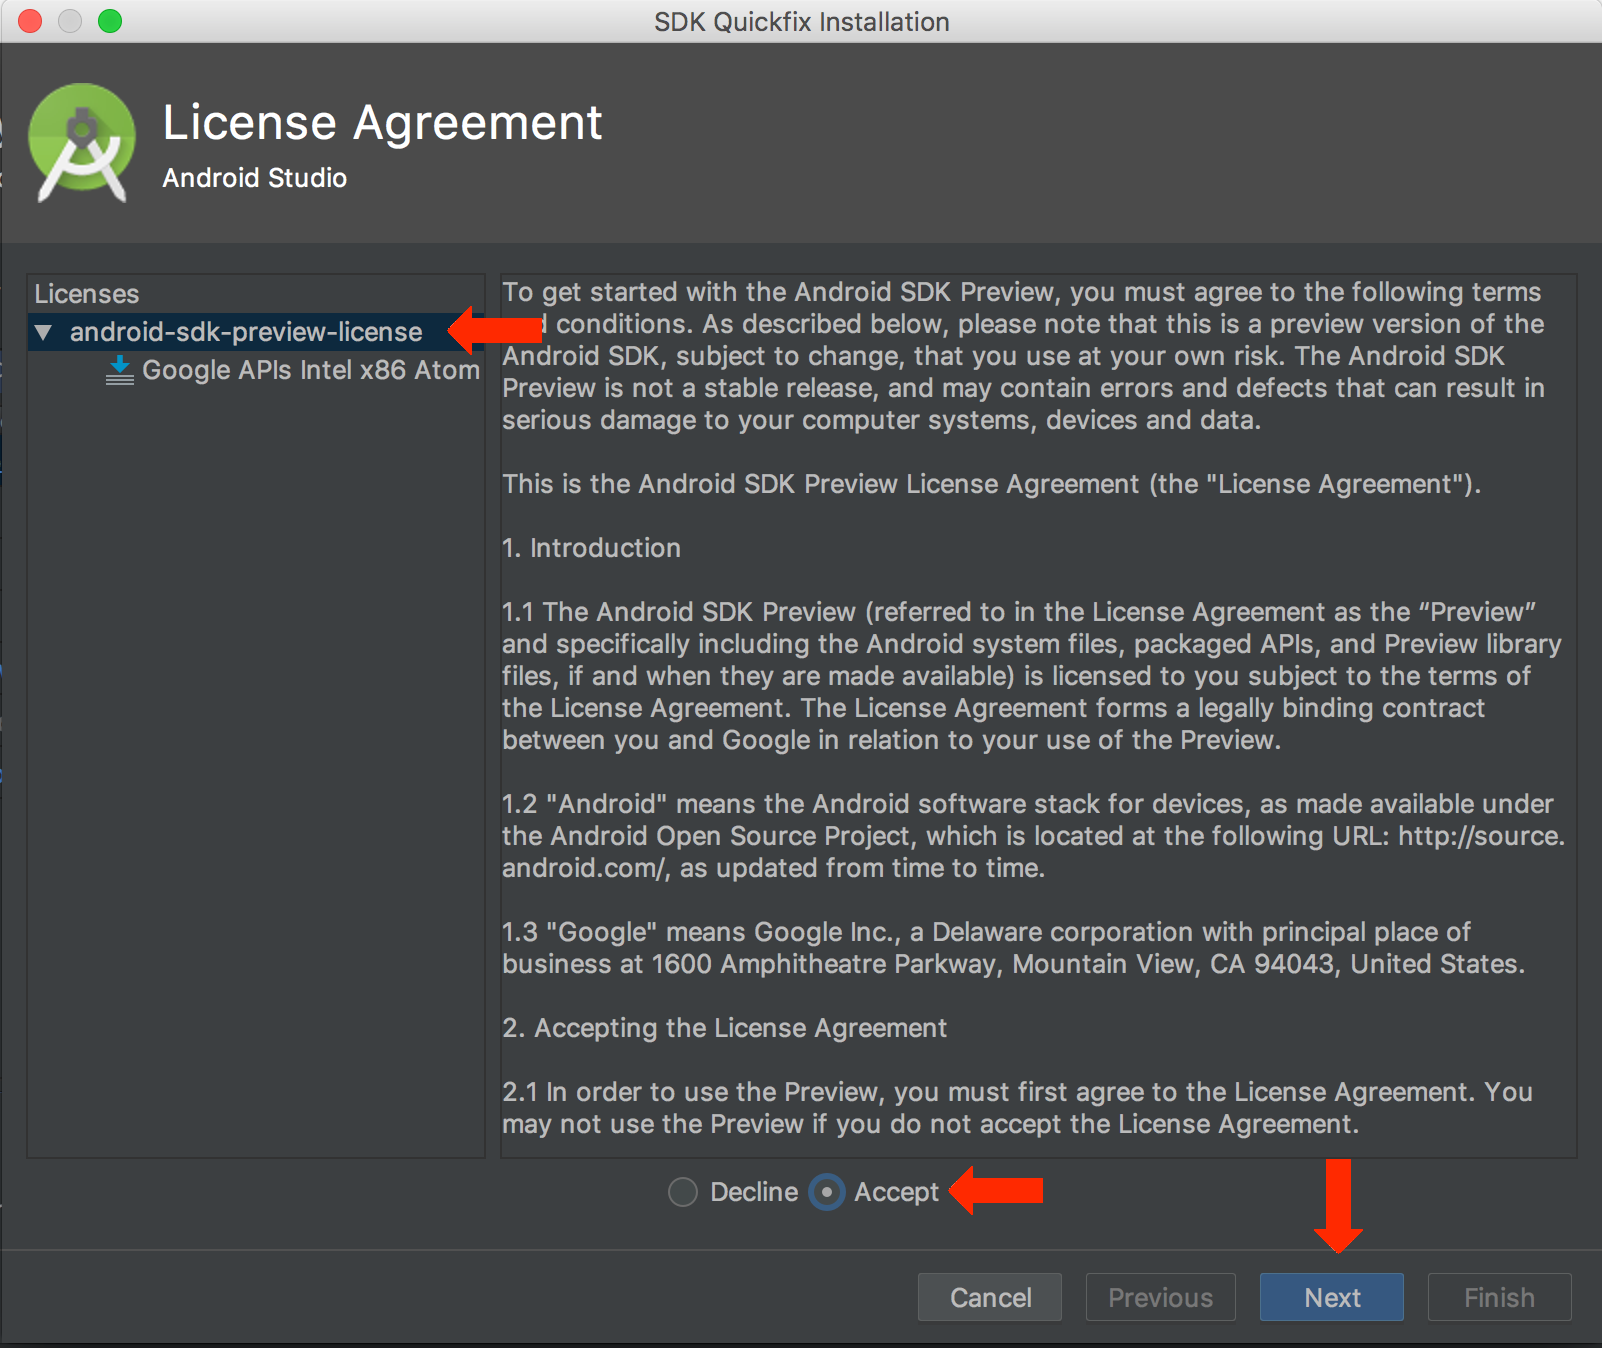 SDK Quickfix Installation
License Agreement
Android Studio
Licenses
android-sdk-preview-license
Google APIs Intel x86 Atom
To get started with the Android SDK Preview, you must agree to the following terms
conditions. As described below, please note that this is a preview version of the
Android SDK, subject to change, that you use at your own risk. The Android SDK
Preview is not a stable release, and may contain errors and defects that can result in
serious damage to your computer systems, devices and data.
This is the Android SDK Preview License Agreement (the "License Agreement").
1. Introduction
1.1 The Android SDK Preview (referred to in the License Agreement as the “Preview”
and specifically including the Android system files, packaged APIs, and Preview library
files, if and when they are made available) is licensed to you subject to the terms of
the License Agreement. The License Agreement forms a legally binding contract
between you and Google in relation to your use of the Preview.
1.2 "Android" means the Android software stack for devices, as made available under
the Android Open Source Project, which is located at the following URL: http://source.
android.com/, as updated from time to time.
1.3 "Google" means Google Inc., a Delaware corporation with principal place of
business at 1600 Amphitheatre Parkway, Mountain View, CA 94043, United States.
2. Accepting the License Agreement
2.1 In order to use the Preview, you must first agree to the License Agreement. You
may not use the Preview if you do not accept the License Agreement.
Decline Accept
Cancel Previous Next Finish